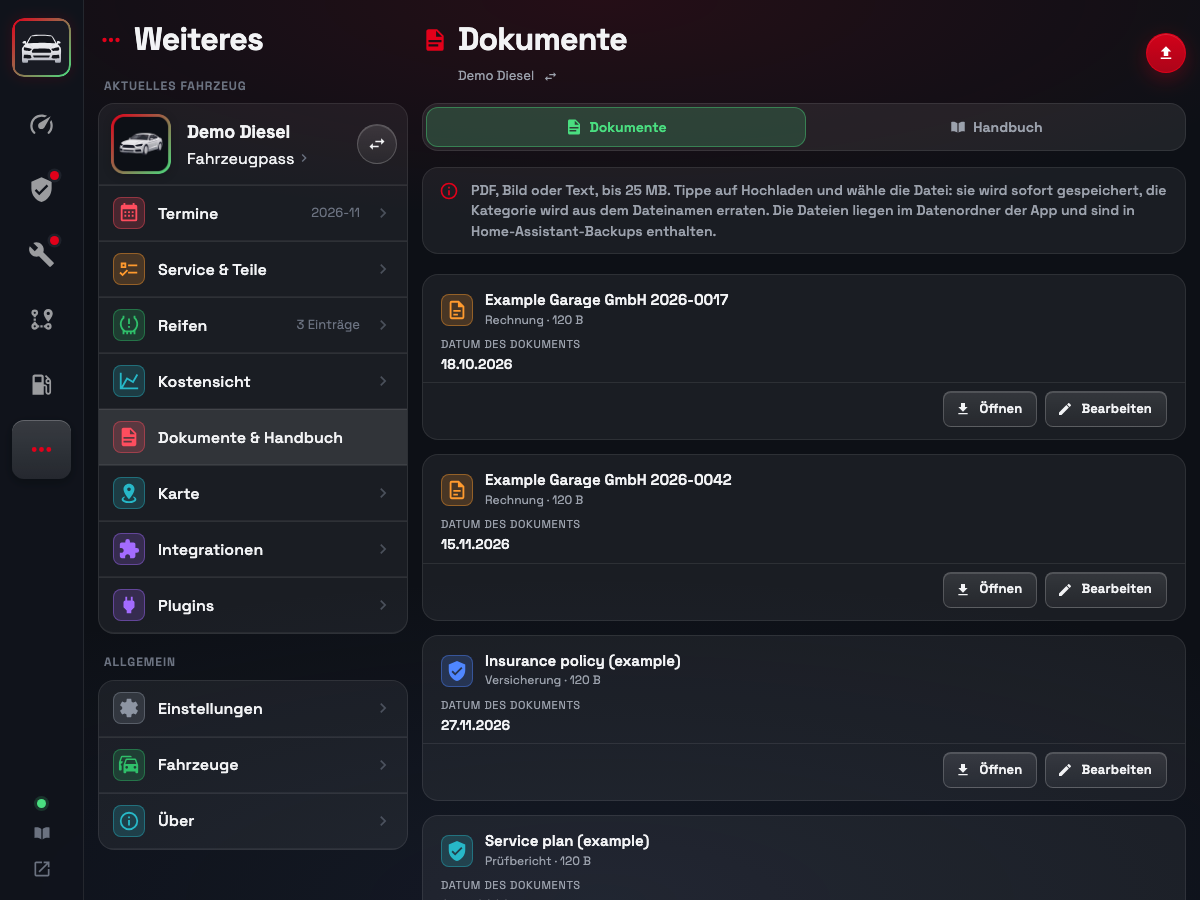 Weiteres
AKTUELLES FAHRZEUG
Demo Diesel
Fahrzeugpass
Termine 2026-11
Service & Teile
Reifen 3 Einträge
Kostensicht
Dokumente & Handbuch
Karte
Integrationen
Plugins
ALLGEMEIN
Einstellungen
Fahrzeuge
Über
Dokumente
Demo Diesel
Dokumente Handbuch
PDF, Bild oder Text, bis 25 MB. Tippe auf Hochladen und wähle die Datei: sie wird sofort gespeichert, die
Kategorie wird aus dem Dateinamen erraten. Die Dateien liegen im Datenordner der App und sind in
Home-Assistant-Backups enthalten.
Example Garage GmbH 2026-0017
Rechnung · 120 B
DATUM DES DOKUMENTS
18.10.2026
Öffnen Bearbeiten
Example Garage GmbH 2026-0042
Rechnung · 120 B
DATUM DES DOKUMENTS
15.11.2026
Öffnen Bearbeiten
Insurance policy (example)
Versicherung · 120 B
DATUM DES DOKUMENTS
27.11.2026
Öffnen Bearbeiten
Service plan (example)
Prüfbericht · 120 B
DATUM DES DOKUMENTS